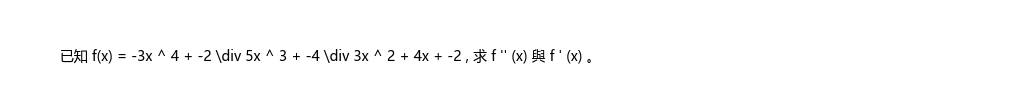 已知 f(x) = -3x ^ 4 + -2 \div 5x ^ 3 + -4 \div 3x ^ 2 + 4x + -2 , 求 f '' (x) 與 f ' (x) 。